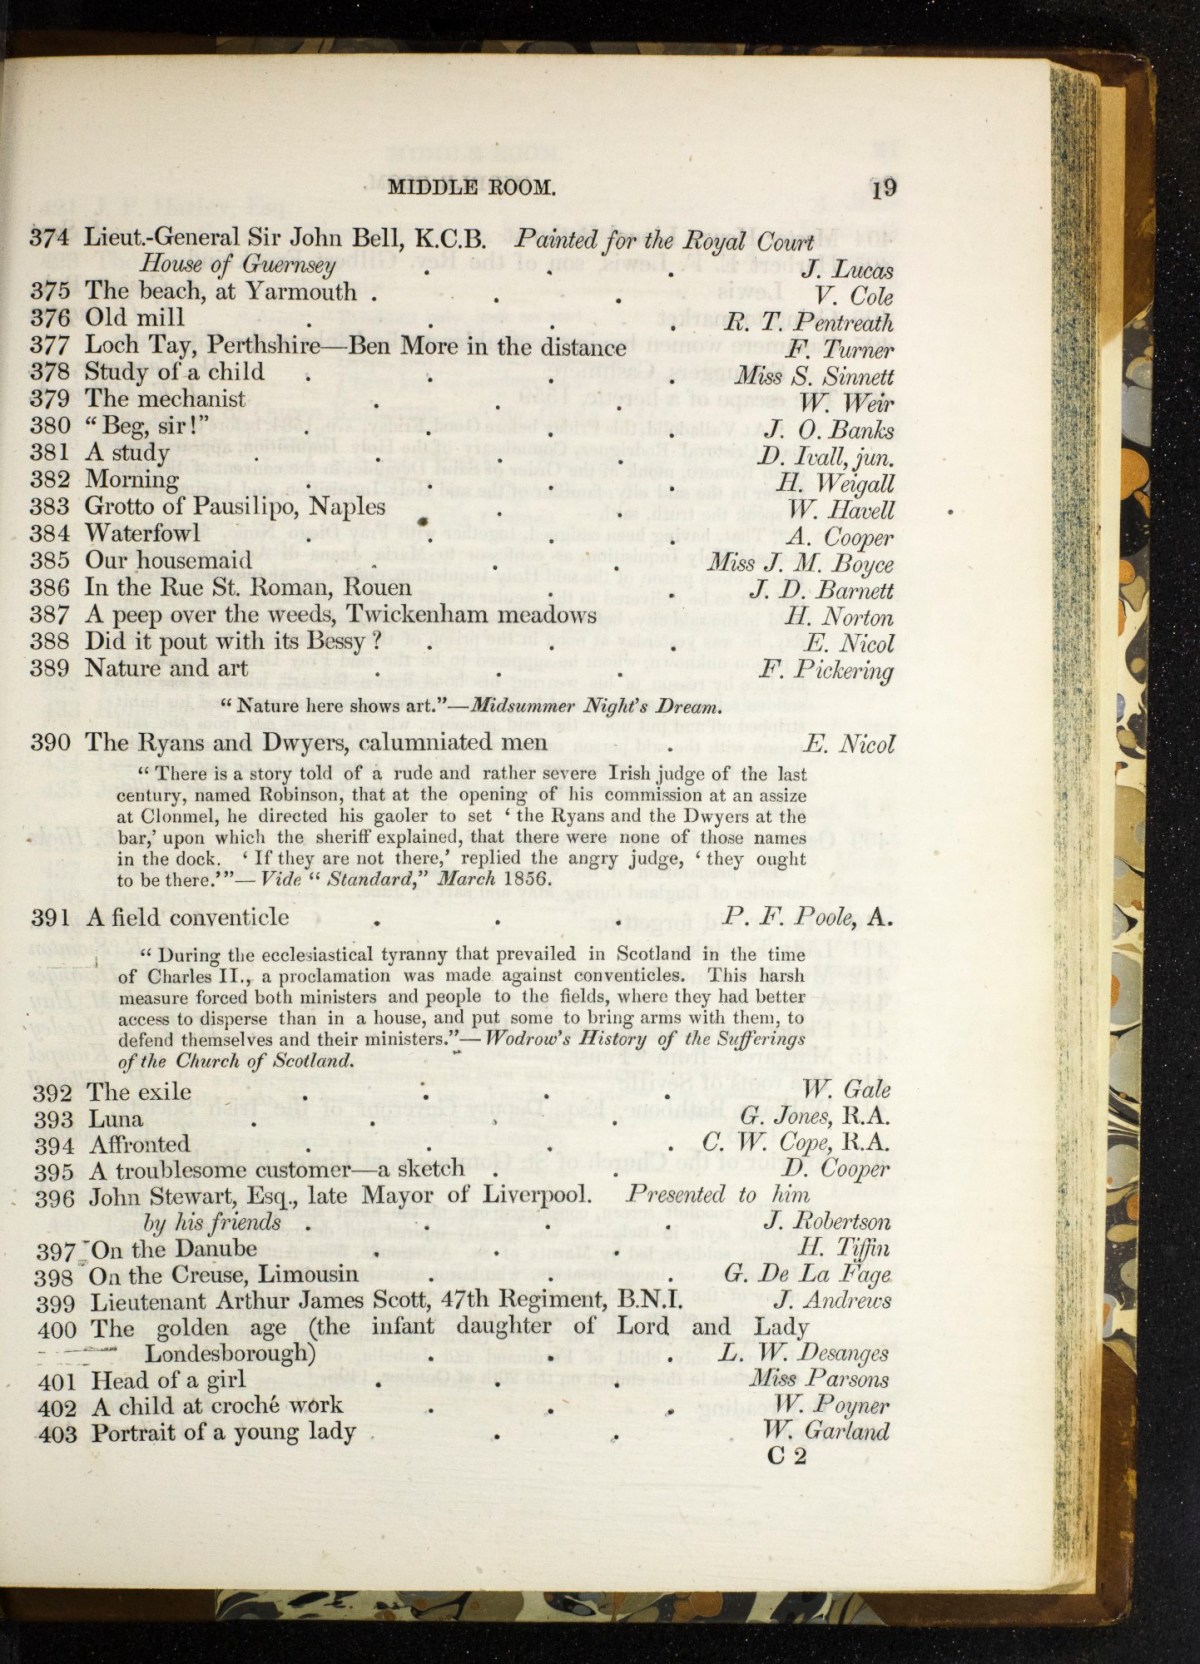 MIDDLE ROOM. 19
374 Lieut.-General Sir John Bell, K.C.B. Painted for the Royal Court
House of Guernsey . . . J. Lucas
375 The beach, at Yarmouth . . . V. Cole
376 Old mill . . . . R. T. Pentreath
377 Loch Tay, Perthshire—Ben More in the distance F. Turner
378 Study of a child . . . . Miss S. Sinnett
379 The mechanist . . . W. Weir
380 “Beg, sir!” . . . . J. O. Banks
381 A study . . . . D. Ivall, jun.
382 Morning . . . . H. Weigall
383 Grotto of Pausilipo, Naples . . W. Havell
384 Waterfowl . . . . A. Cooper
385 Our housemaid . . . Miss J. M. Boyce
386 In the Rue St. Roman, Rouen . . J. D. Barnett
387 A peep over the weeds, Twickenham meadows H. Norton
388 Did it pout with its Bessy ? . . . E. Nicol
389 Nature and art . . . F. Pickering
“Nature here shows art.”—Midsummer Night's Dream.
390 The Ryans and Dwyers, calumniated men . E. Nicol
“There is a story told of a rude and rather severe Irish judge of the last
century, named Robinson, that at the opening of his commission at an assize
at Clonmel, he directed his gaoler to set ‘the Ryans and the Dwyers at the
bar,’ upon which the sheriff explained, that there were none of those names
in the dock. ‘If they are not there,’ replied the angry judge, ‘they ought
to be there.’”—Vide “Standard,” March 1856.
391 A field conventicle . . . P. F. Poole, A.
“During the ecclesiastical tyranny that prevailed in Scotland in the time
of Charles II., a proclamation was made against conventicles. This harsh
measure forced both ministers and people to the fields, where they had better
access to disperse than in a house, and put some to bring arms with them, to
defend themselves and their ministers.”—Wodrow's History of the Sufferings
of the Church of Scotland.
392 The exile . . . . W. Gale
393 Luna . . . . G. Jones, R.A.
394 Affronted . . . . C. W. Cope, R.A.
395 A troublesome customer—a sketch . . D. Cooper
396 John Stewart, Esq., late Mayor of Liverpool. Presented to him
by his friends . . . . J. Robertson
397 On the Danube . . . H. Tiffin
398 On the Creuse, Limousin . . . G. De La Fage
399 Lieutenant Arthur James Scott, 47th Regiment, B.N.I. J. Andrews
400 The golden age (the infant daughter of Lord and Lady
Londesborough) . . . L. W. Desanges
401 Head of a girl . . . Miss Parsons
402 A child at croché work . . . W. Poyner
403 Portrait of a young lady . . . W. Garland
C 2